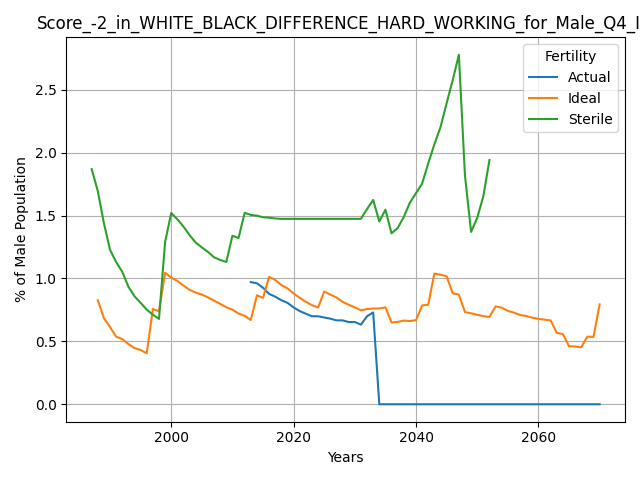 Score_-2_in_WHITE_BLACK_DIFFERENCE_HARD_WORKING_for_Male_Q4_I
Fertility
Actual
Ideal
Sterile
% of Male Population
2.5
2.0
1.5
1.0
0.5
0.0
2000 2020 2040 2060
Years